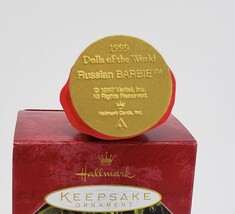 1999
Dolls of the World
Russian BARBIE™
© 1997 Mattel, Inc.
All Rights Reserved.
Hallmark Cards, Inc.
A
Hallmark
KEEPSAKE
ORNAMENT